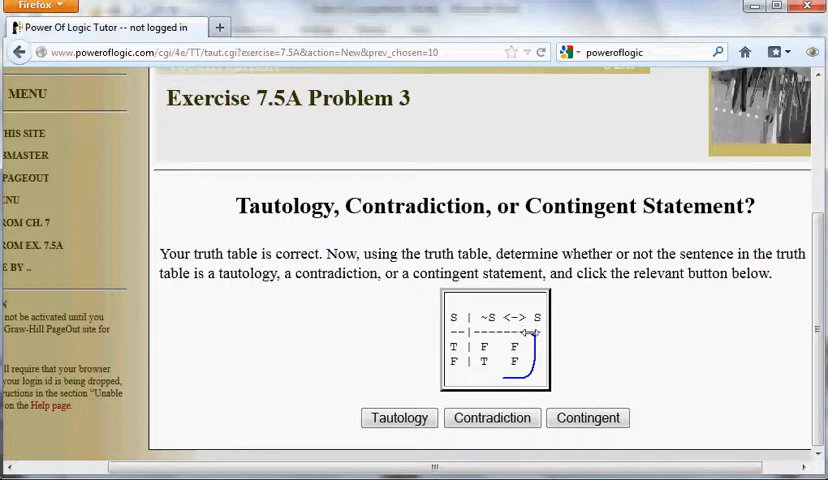 Firefox
Power Of Logic Tutor -- not logged in
www.poweroflogic.com/cgi/4e/TT/taut.cgi?exercise=7.5A&action=New&prev_chosen=10
poweroflogic
MENU
HIS SITE
BMASTER
PAGEOUT
NU
ROM CH. 7
ROM EX. 7.5A
E BY ..
N
not be activated until you
Graw-Hill PageOut site for
ill require that your browser
your login id is being dropped,
ructions in the section "Unable
on the Help page.
Exercise 7.5A Problem 3
Tautology, Contradiction, or Contingent Statement?
Your truth table is correct. Now, using the truth table, determine whether or not the sentence in the truth
table is a tautology, a contradiction, or a contingent statement, and click the relevant button below.
S | ~S <-> S
T | F F
F | T F
Tautology
Contradiction
Contingent